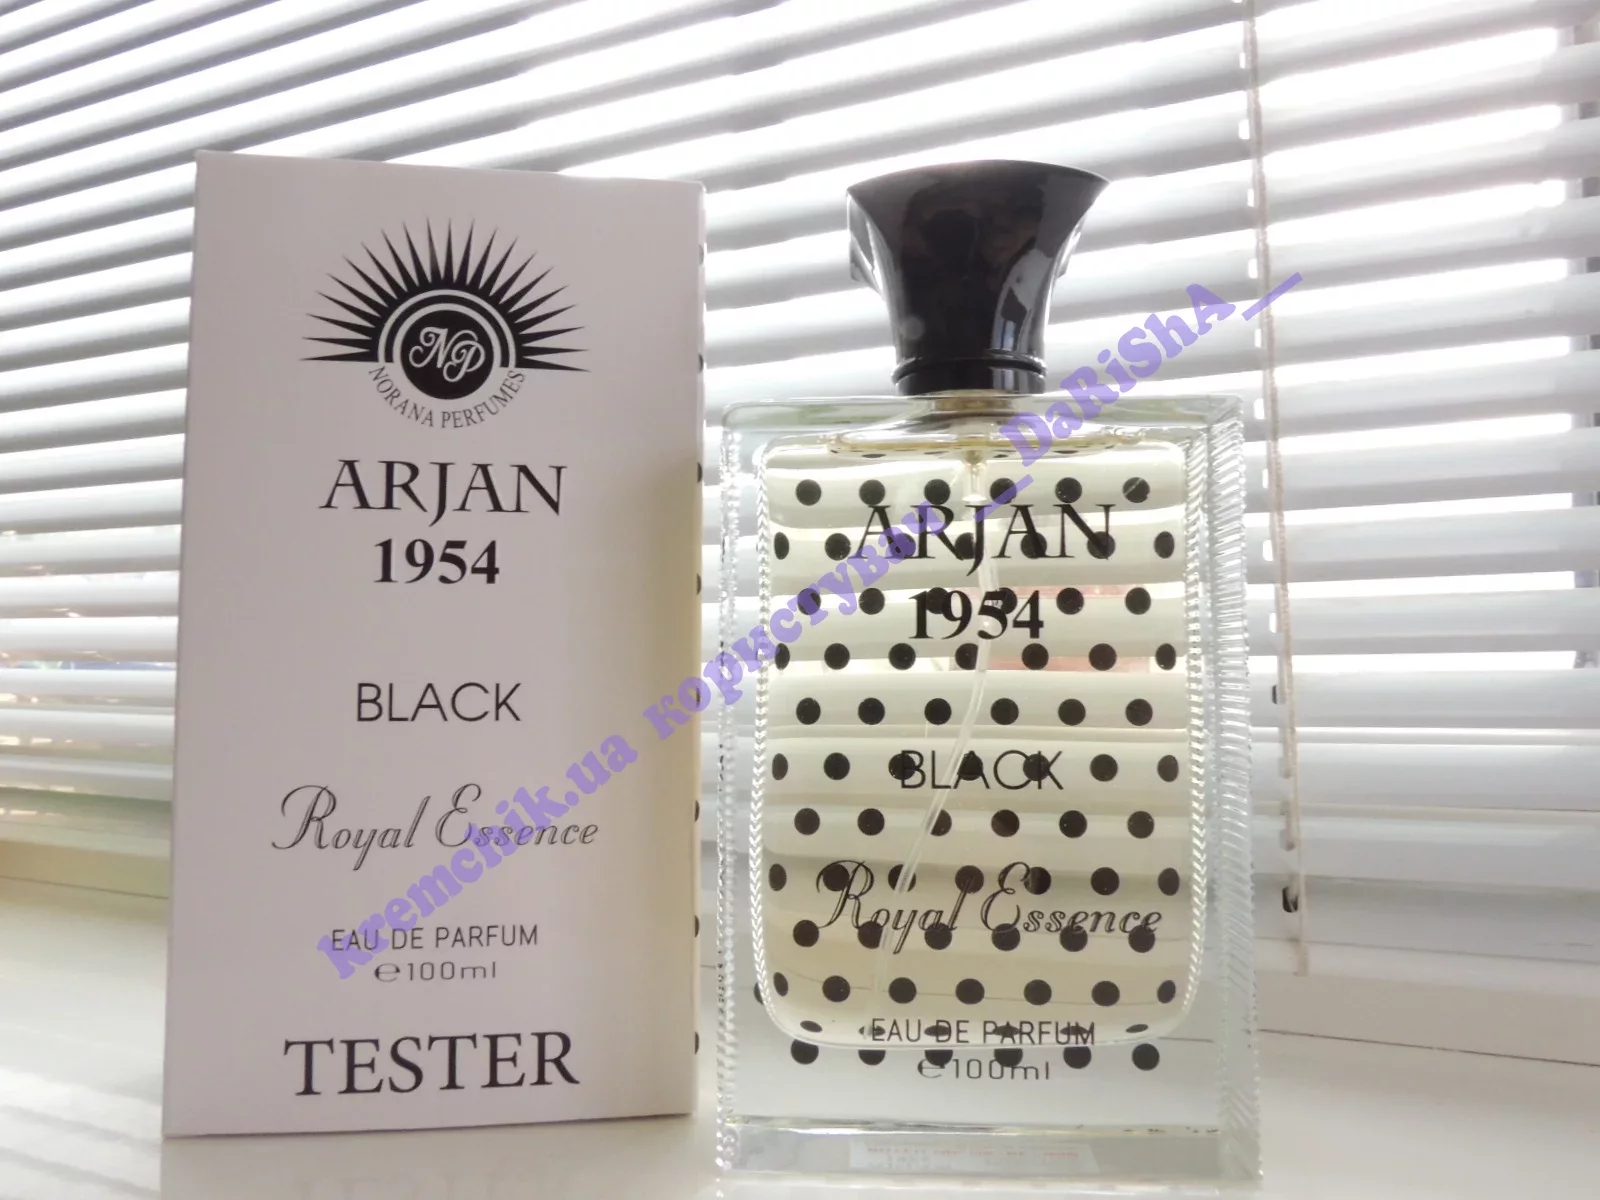 NP
NORANA PERFUMES
ARJAN
1954
BLACK
Royal Essence
EAU DE PARFUM
℮100ml
TESTER
ARJAN
1954
BLACK
Royal Essence
EAU DE PARFUM
℮100ml
kremchik.ua користувач __DaRiShA__